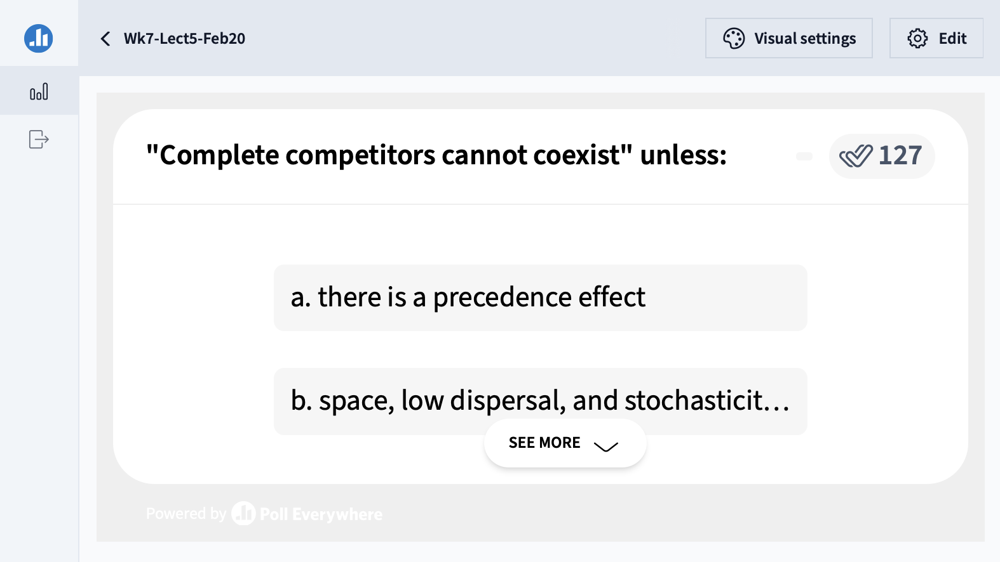 Wk7-Lect5-Feb20
Visual settings
Edit
"Complete competitors cannot coexist" unless:
127
a. there is a precedence effect
b. space, low dispersal, and stochasticit…
SEE MORE
Powered by Poll Everywhere